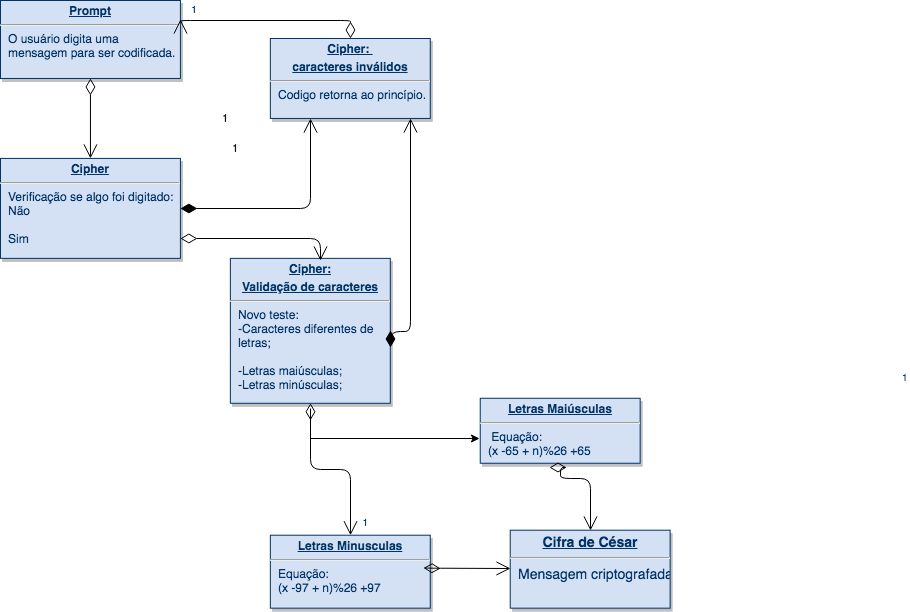 Prompt
O usuário digita uma
mensagem para ser codificada.
1
Cipher:
caracteres inválidos
Codigo retorna ao princípio.
1
1
Cipher
Verificação se algo foi digitado:
Não
Sim
Cipher:
Validação de caracteres
Novo teste:
-Caracteres diferentes de
letras;
-Letras maiúsculas;
-Letras minúsculas;
1
Letras Maiúsculas
Equação:
(x -65 + n)%26 +65
1
Letras Minusculas
Equação:
(x -97 + n)%26 +97
Cifra de César
Mensagem criptografada